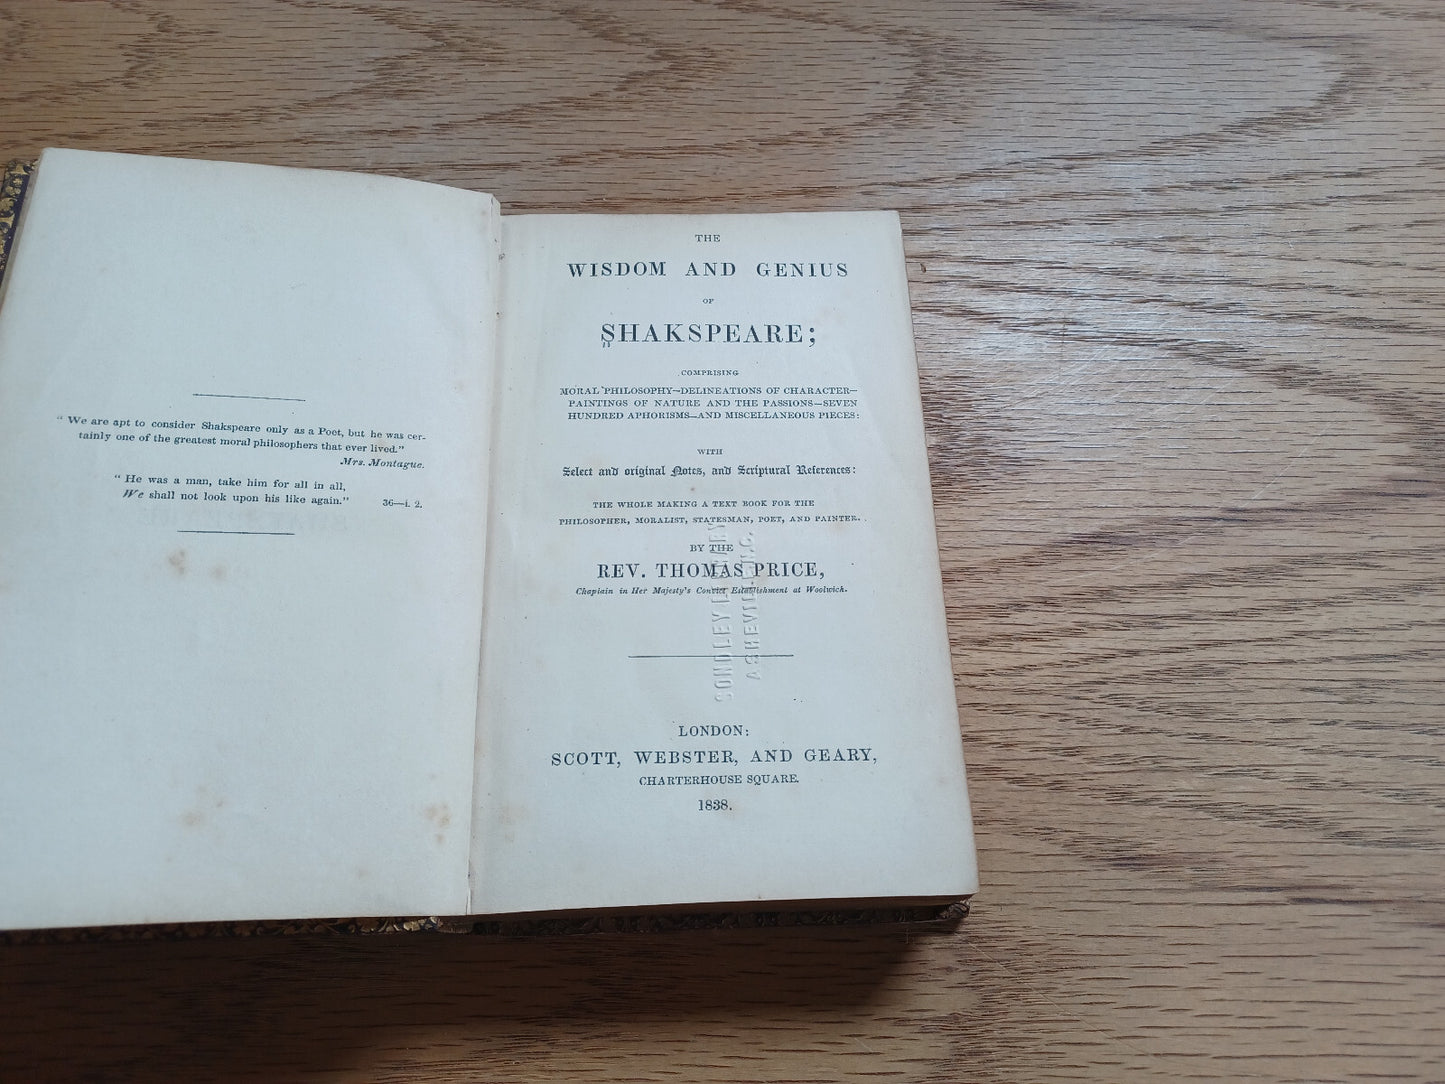 “ We are apt to consider Shakspeare only as a Poet, but he was cer-
tainly one of the greatest moral philosophers that ever lived.”
Mrs. Montague.
“ He was a man, take him for all in all,
We shall not look upon his like again.” 36—i. 2.
THE
WISDOM AND GENIUS
OF
SHAKSPEARE;
COMPRISING
MORAL PHILOSOPHY—DELINEATIONS OF CHARACTER—
PAINTINGS OF NATURE AND THE PASSIONS—SEVEN
HUNDRED APHORISMS—AND MISCELLANEOUS PIECES:
WITH
Select and original Notes, and Scriptural References:
THE WHOLE MAKING A TEXT BOOK FOR THE
PHILOSOPHER, MORALIST, STATESMAN, POET, AND PAINTER.
BY THE
REV. THOMAS PRICE,
Chaplain in Her Majesty's Convict Establishment at Woolwich.
SONDLEY LIBRARY
ASHEVILLE, N.C.
LONDON:
SCOTT, WEBSTER, AND GEARY,
CHARTERHOUSE SQUARE.
1838.